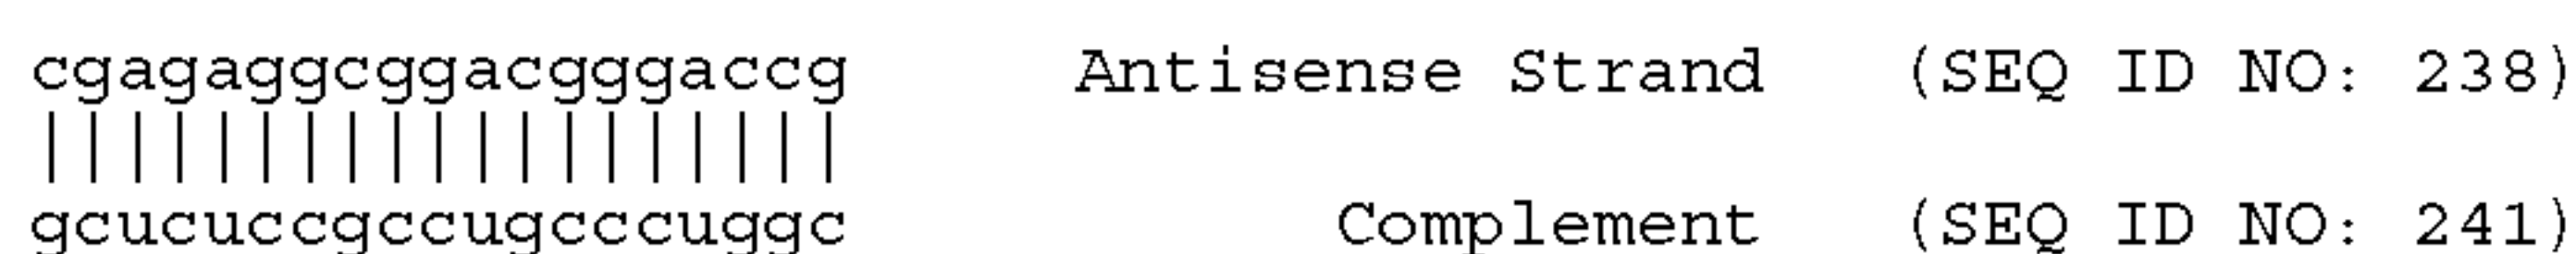 cgagaggcggacgggaccg Antisense Strand (SEQ ID NO: 238)
|||||||||||||||||||
gcucuccgccugcccuggc Complement (SEQ ID NO: 241)